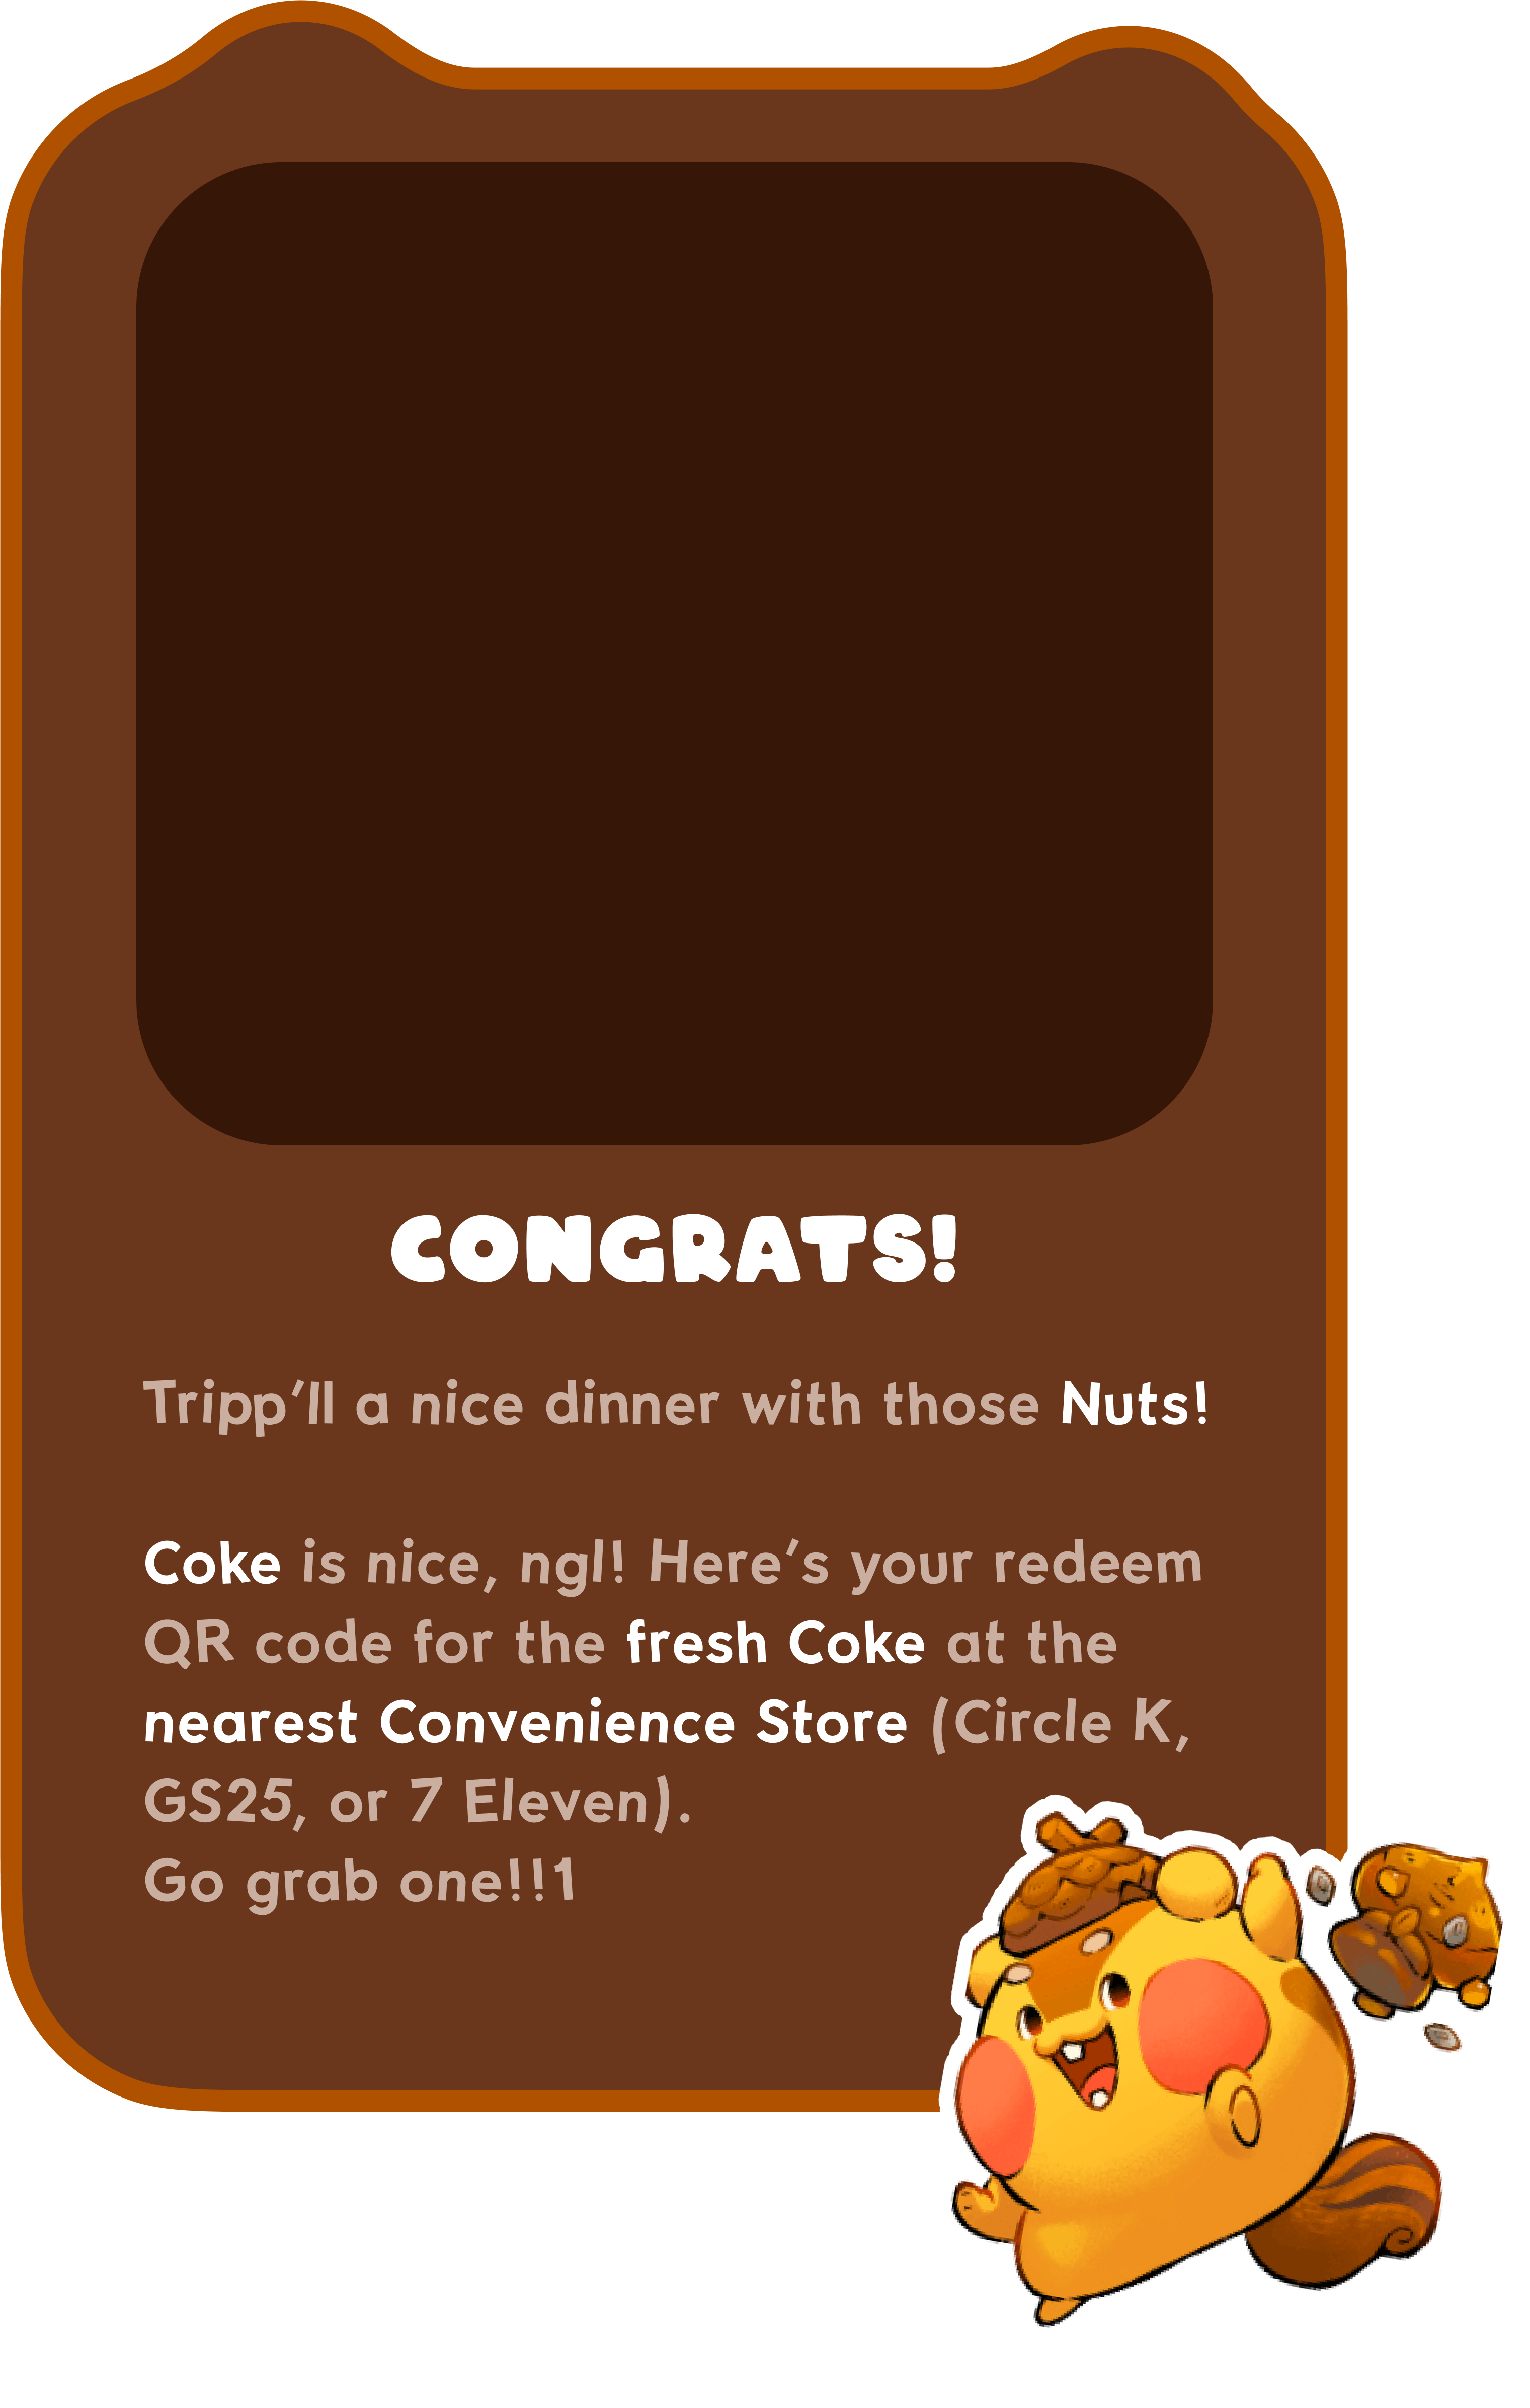 CONGRATS!
Tripp’ll a nice dinner with those Nuts!
Coke is nice, ngl! Here’s your redeem
QR code for the fresh Coke at the
nearest Convenience Store (Circle K,
GS25, or 7 Eleven).
Go grab one!!1